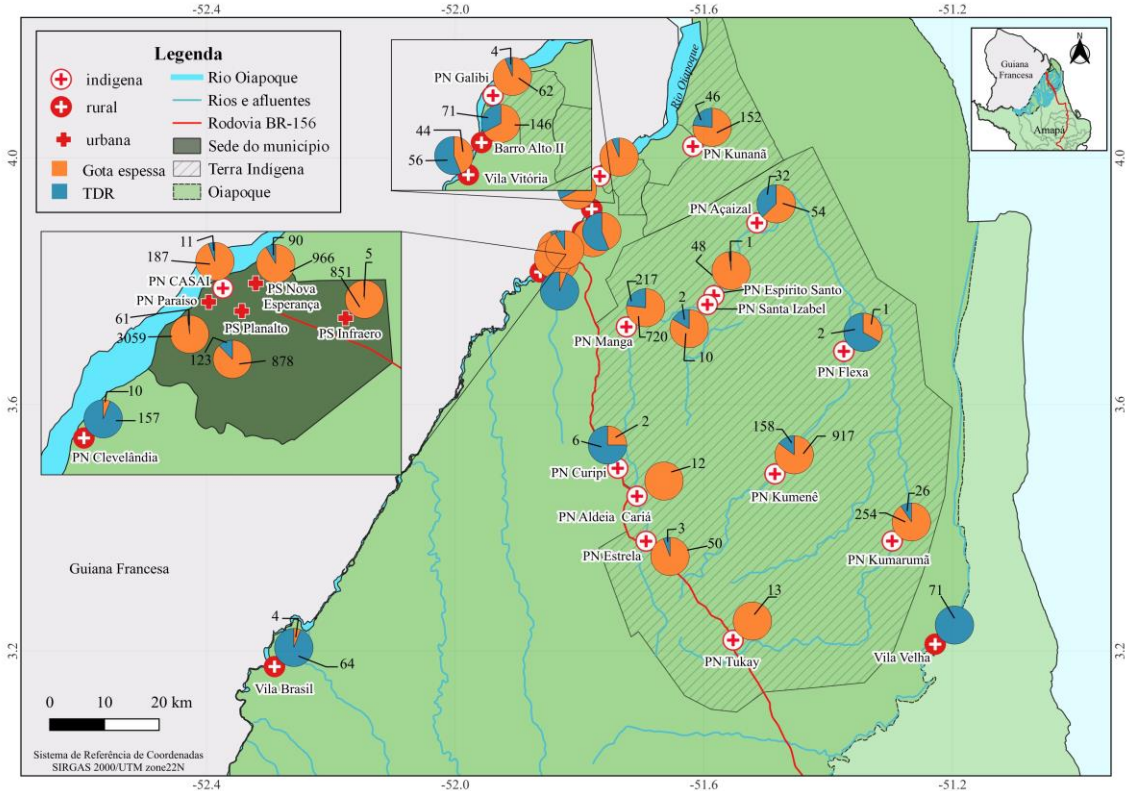 -52.4
-52.0
-51.6
-51.2
Legenda
indigena
rural
urbana
Gota espessa
TDR
Rio Oiapoque
Rios e afluentes
Rodovia BR-156
Sede do municipio
Terra Indigena
Oiapoque
4
PN Galibi
62
71
146
44
Barro Alto II
56
Vila Vitória
Rio Oiapoque
46
152
PN Kunanã
Guiana
Francesa
N
Amapá
4.0
4.0
32
PN Açaizal
54
1
48
PN Espírito Santo
PN Santa Izabel
217
2
PN Manga
720
10
1
2
PN Flexa
11
90
5
187
966
851
PN CASAI
PS Nova
Esperança
PN Paraiso
61
PS Planalto
PS Infraero
3059
123
878
10
157
PN Clevelândia
3.6
3.6
2
6
PN Curipi
158
917
12
PN Kumenê
PN Aldeia Cariá
26
254
3
50
PN Estrela
PN Kumarumã
Guiana Francesa
13
71
PN Tukay
Vila Velha
4
64
Vila Brasil
3.2
3.2
0 10 20 km
Sistema de Referência de Coordenadas
SIRGAS 2000/UTM zone22N
-52.4
-52.0
-51.6
-51.2